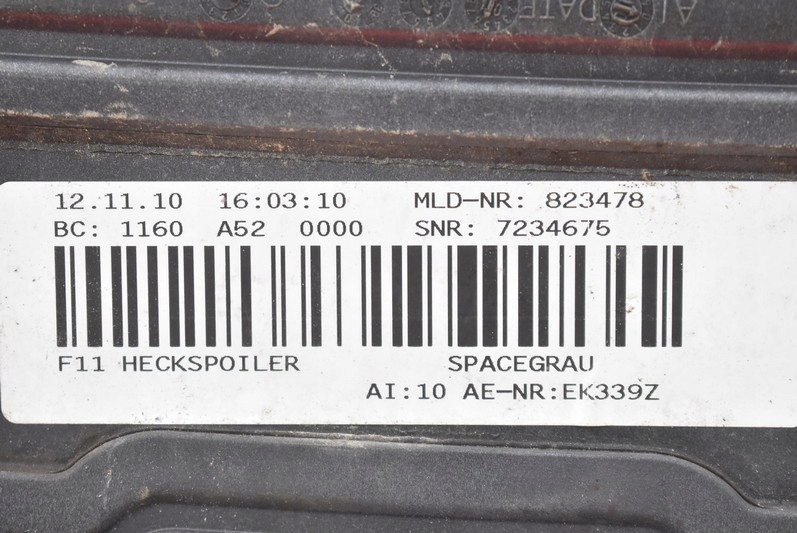 12.11.10 16:03:10 MLD-NR: 823478
BC: 1160 A52 0000 SNR: 7234675
F11 HECKSPOILER SPACEGRAU
AI:10 AE-NR:EK339Z